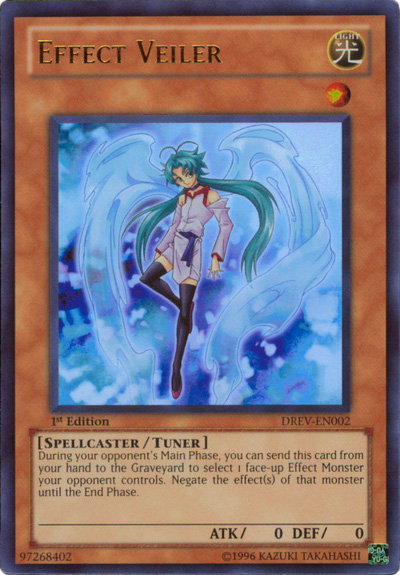 EFFECT VEILER
LIGHT
光
1st Edition
DREV-EN002
[SPELLCASTER / TUNER]
During your opponent's Main Phase, you can send this card from
your hand to the Graveyard to select 1 face-up Effect Monster
your opponent controls. Negate the effect(s) of that monster
until the End Phase.
ATK / 0 DEF / 0
97268402
©1996 KAZUKI TAKAHASHI